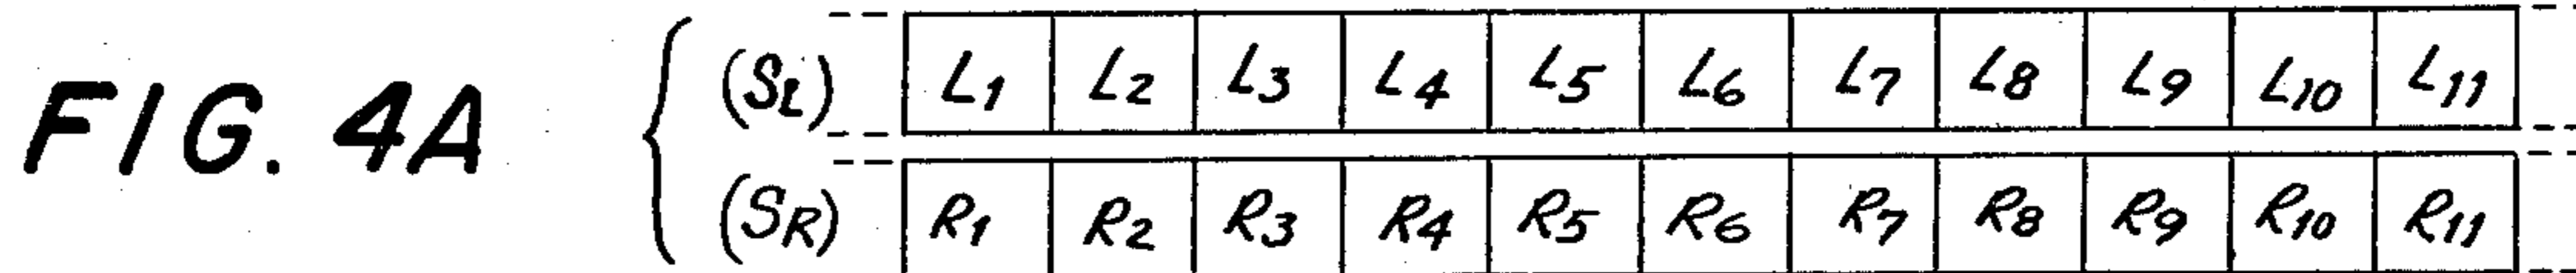 FIG. 4A
(SL) L1 L2 L3 L4 L5 L6 L7 L8 L9 L10 L11
(SR) R1 R2 R3 R4 R5 R6 R7 R8 R9 R10 R11